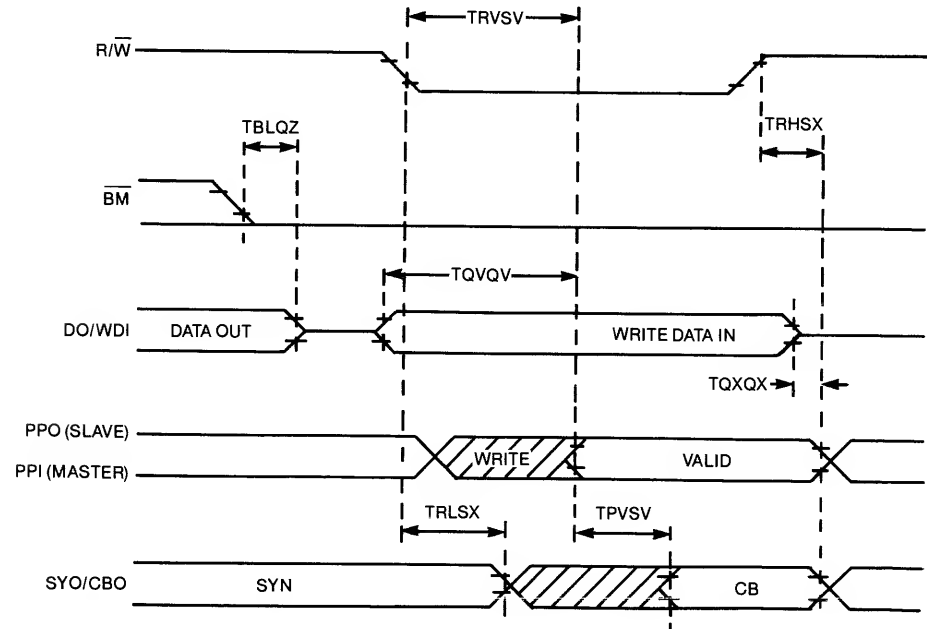 TRVSV
R/W̅
TBLQZ
TRHSX
B̅M̅
TQVQV
DO/WDI
DATA OUT
WRITE DATA IN
TQXQX
PPO (SLAVE)
WRITE
VALID
PPI (MASTER)
TRLSX
TPVSV
SYO/CBO
SYN
CB